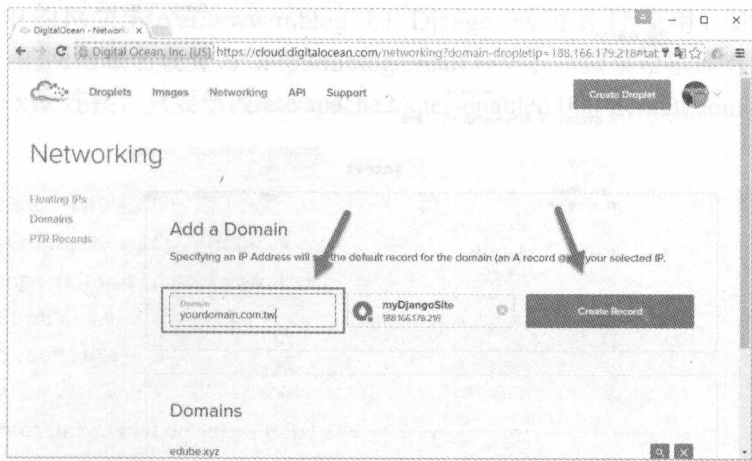 DigitalOcean - Network
Digital Ocean, Inc. [US] https://cloud.digitalocean.com/networking?domain-dropletIp=188.166.179.218#tat
Droplets Images Networking API Support Create Droplet
Networking
Floating IPs
Domains
PTR Records
Add a Domain
Specifying an IP Address will the default record for the domain (an A record your selected IP.
Domain
yourdomain.com.tw
myDjangoSite
188.166.179.218
Create Record
Domains
edube.xyz